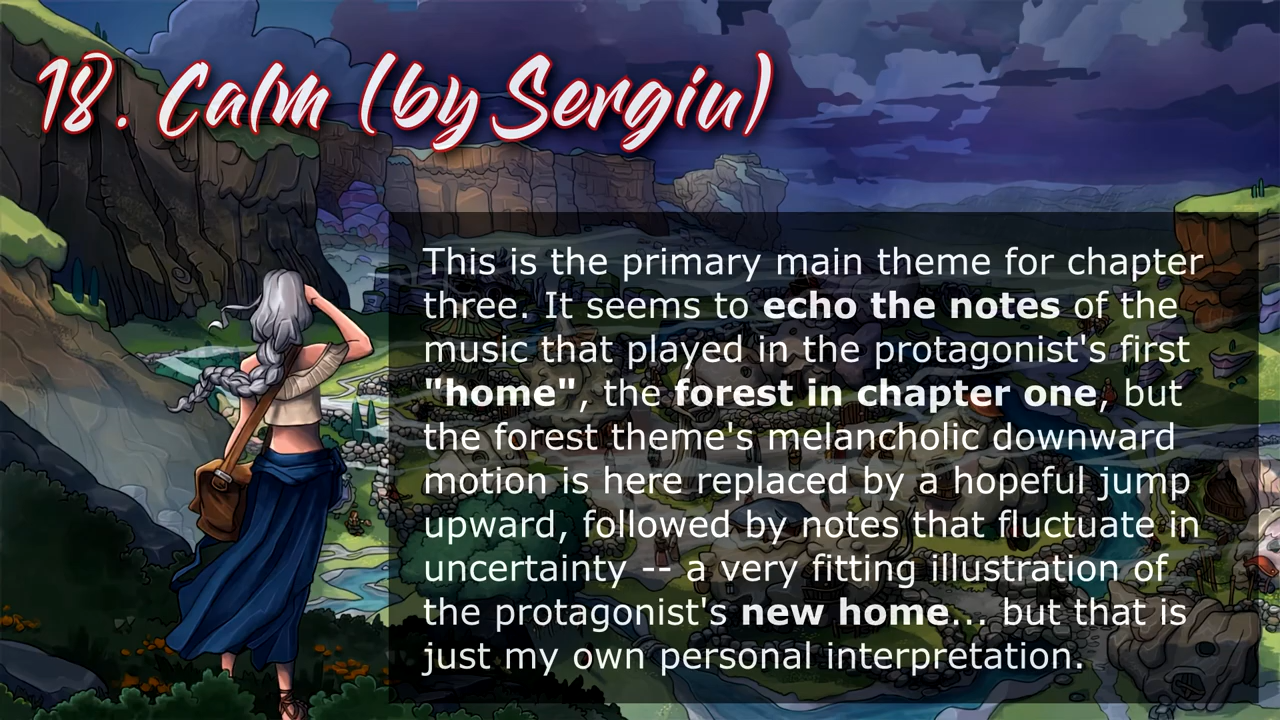 18. Calm (by Sergiu)
This is the primary main theme for chapter
three. It seems to echo the notes of the
music that played in the protagonist's first
"home", the forest in chapter one, but
the forest theme's melancholic downward
motion is here replaced by a hopeful jump
upward, followed by notes that fluctuate in
uncertainty -- a very fitting illustration of
the protagonist's new home... but that is
just my own personal interpretation.